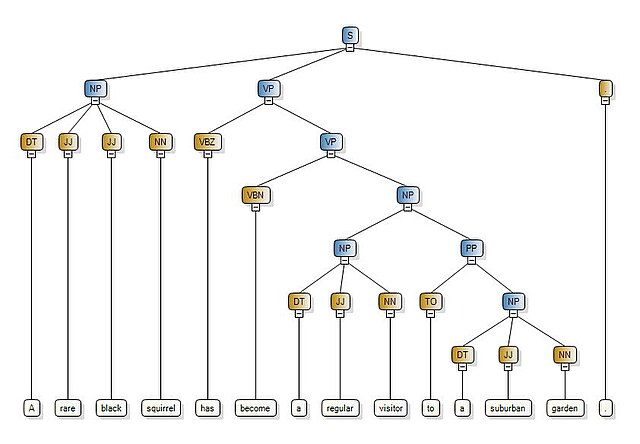 S
NP VP .
DT JJ JJ NN VBZ VP
VBN NP
NP PP
DT JJ NN TO NP
DT JJ NN
A rare black squirrel has become a regular visitor to a suburban garden .